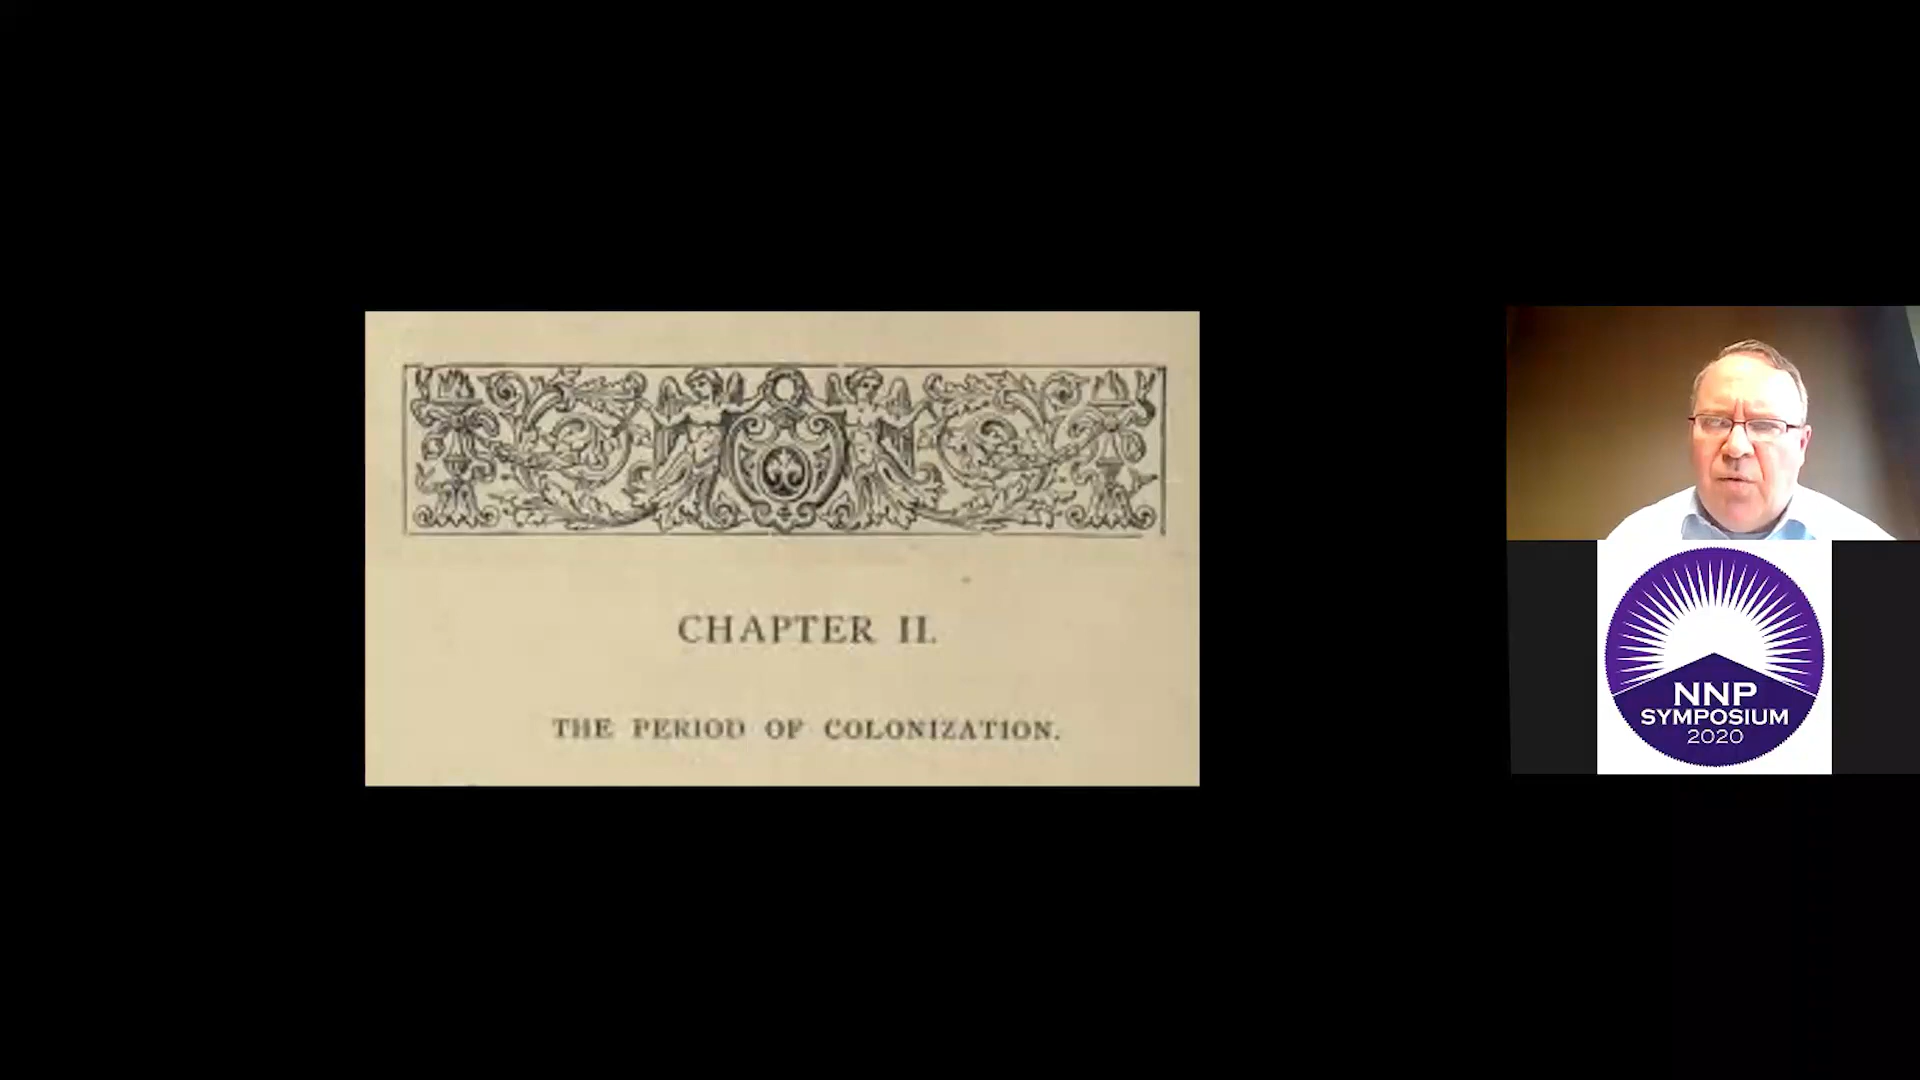 CHAPTER II.
THE PERIOD OF COLONIZATION.
NNP
SYMPOSIUM
2020